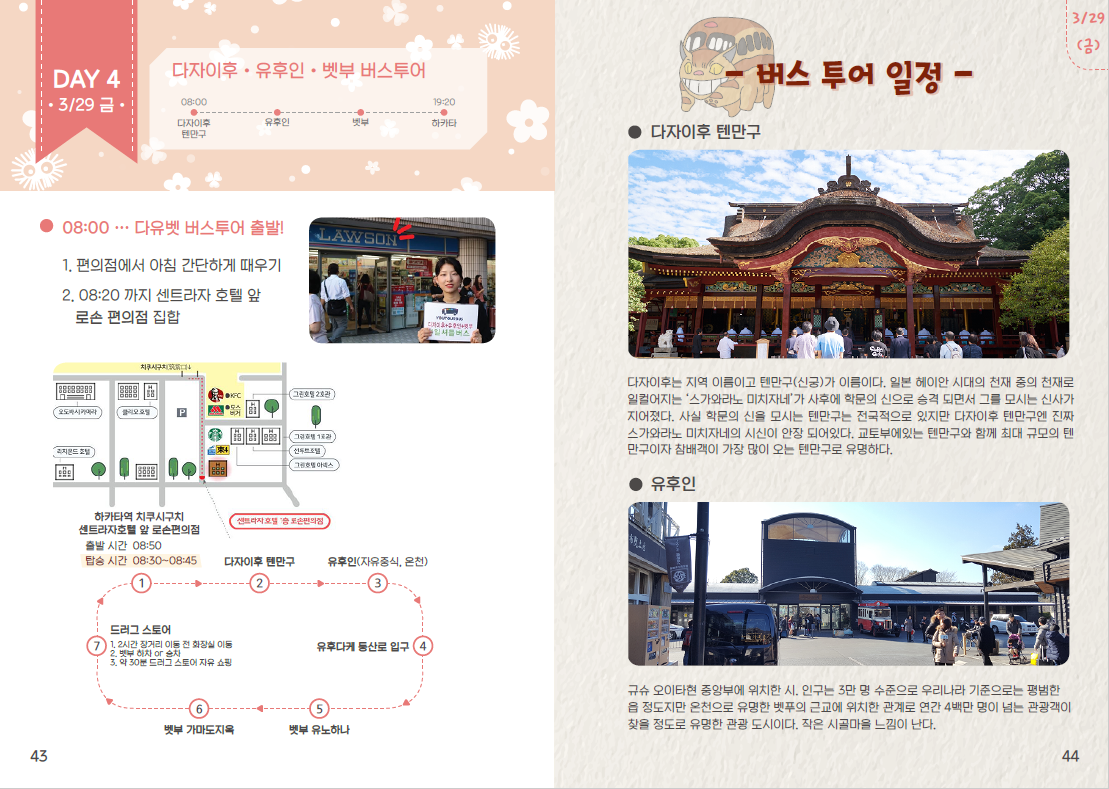 DAY 4
• 3/29 금 •
다자이후 • 유후인 • 벳부 버스투어
08:00
19:20
다자이후
텐만구
유후인
벳부
하카타
08:00 ··· 다유벳 버스투어 출발!
1. 편의점에서 아침 간단하게 때우기
2. 08:20 까지 센트라자 호텔 앞
로손 편의점 집합
LAWSON
치쿠시구치(筑紫口)↓
오도바시카메라
클리오 호텔
P
KFC
모스
버거
그린호텔 2호관
그린호텔 1호관
선루트호텔
그린호텔 아넥스
리치몬드 호텔
센트라자 호텔 1층 로손편의점
하카타역 치쿠시구치
센트라자호텔 앞 로손편의점
출발 시간 08:50
탑승 시간 08:30~08:45
다자이후 텐만구
유후인(자유중식, 온천)
1
2
3
드러그 스토어
1. 2시간 장거리 이동 전 화장실 이동
2. 벳부 하차 or 승차
3. 약 30분 드러그 스토어 자유 쇼핑
7
유후다케 등산로 입구
4
6
5
벳부 가마도지옥
벳부 유노하나
43
3/29
(금)
- 버스 투어 일정 -
● 다자이후 텐만구
다자이후는 지역 이름이고 텐만구(신궁)가 이름이다. 일본 헤이안 시대의 천재 중의 천재로
일컬어지는 '스가와라노 미치자네'가 사후에 학문의 신으로 승격 되면서 그를 모시는 신사가
지어졌다. 사실 학문의 신을 모시는 텐만구는 전국적으로 있지만 다자이후 텐만구엔 진짜
스가와라노 미치자네의 시신이 안장 되어있다. 교토부에있는 텐만구와 함께 최대 규모의 텐
만구이자 참배객이 가장 많이 오는 텐만구로 유명하다.
● 유후인
규슈 오이타현 중앙부에 위치한 시. 인구는 3만 명 수준으로 우리나라 기준으로는 평범한
읍 정도지만 온천으로 유명한 벳푸의 근교에 위치한 관계로 연간 4백만 명이 넘는 관광객이
찾을 정도로 유명한 관광 도시이다. 작은 시골마을 느낌이 난다.
44